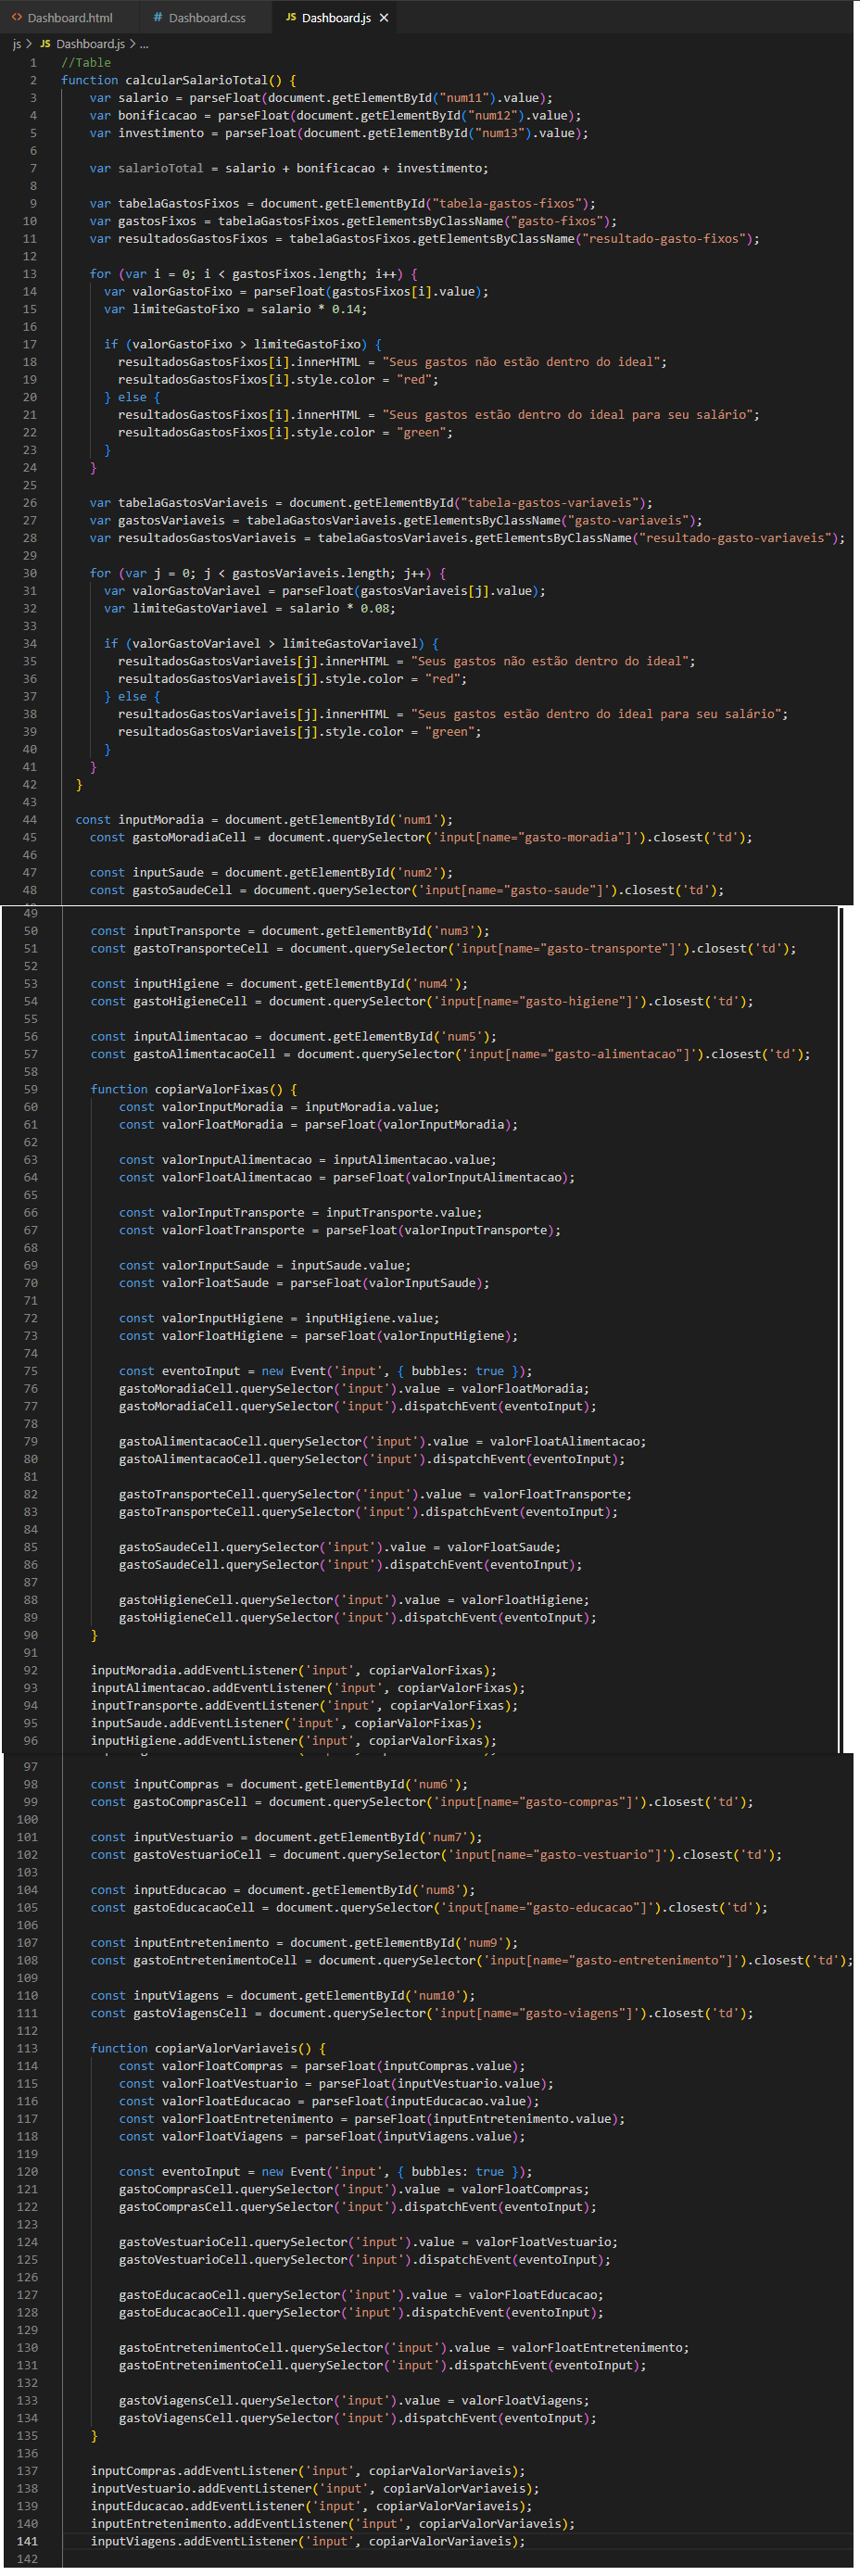 Dashboard.html # Dashboard.css JS Dashboard.js ×
js > JS Dashboard.js > ...
1 //Table
2 function calcularSalarioTotal() {
3 var salario = parseFloat(document.getElementById("num11").value);
4 var bonificacao = parseFloat(document.getElementById("num12").value);
5 var investimento = parseFloat(document.getElementById("num13").value);
6
7 var salarioTotal = salario + bonificacao + investimento;
8
9 var tabelaGastosFixos = document.getElementById("tabela-gastos-fixos");
10 var gastosFixos = tabelaGastosFixos.getElementsByClassName("gasto-fixos");
11 var resultadosGastosFixos = tabelaGastosFixos.getElementsByClassName("resultado-gasto-fixos");
12
13 for (var i = 0; i < gastosFixos.length; i++) {
14 var valorGastoFixo = parseFloat(gastosFixos[i].value);
15 var limiteGastoFixo = salario * 0.14;
16
17 if (valorGastoFixo > limiteGastoFixo) {
18 resultadosGastosFixos[i].innerHTML = "Seus gastos não estão dentro do ideal";
19 resultadosGastosFixos[i].style.color = "red";
20 } else {
21 resultadosGastosFixos[i].innerHTML = "Seus gastos estão dentro do ideal para seu salário";
22 resultadosGastosFixos[i].style.color = "green";
23 }
24 }
25
26 var tabelaGastosVariaveis = document.getElementById("tabela-gastos-variaveis");
27 var gastosVariaveis = tabelaGastosVariaveis.getElementsByClassName("gasto-variaveis");
28 var resultadosGastosVariaveis = tabelaGastosVariaveis.getElementsByClassName("resultado-gasto-variaveis");
29
30 for (var j = 0; j < gastosVariaveis.length; j++) {
31 var valorGastoVariavel = parseFloat(gastosVariaveis[j].value);
32 var limiteGastoVariavel = salario * 0.08;
33
34 if (valorGastoVariavel > limiteGastoVariavel) {
35 resultadosGastosVariaveis[j].innerHTML = "Seus gastos não estão dentro do ideal";
36 resultadosGastosVariaveis[j].style.color = "red";
37 } else {
38 resultadosGastosVariaveis[j].innerHTML = "Seus gastos estão dentro do ideal para seu salário";
39 resultadosGastosVariaveis[j].style.color = "green";
40 }
41 }
42 }
43
44 const inputMoradia = document.getElementById('num1');
45 const gastoMoradiaCell = document.querySelector('input[name="gasto-moradia"]').closest('td');
46
47 const inputSaude = document.getElementById('num2');
48 const gastoSaudeCell = document.querySelector('input[name="gasto-saude"]').closest('td');
49
50 const inputTransporte = document.getElementById('num3');
51 const gastoTransporteCell = document.querySelector('input[name="gasto-transporte"]').closest('td');
52
53 const inputHigiene = document.getElementById('num4');
54 const gastoHigieneCell = document.querySelector('input[name="gasto-higiene"]').closest('td');
55
56 const inputAlimentacao = document.getElementById('num5');
57 const gastoAlimentacaoCell = document.querySelector('input[name="gasto-alimentacao"]').closest('td');
58
59 function copiarValorFixas() {
60 const valorInputMoradia = inputMoradia.value;
61 const valorFloatMoradia = parseFloat(valorInputMoradia);
62
63 const valorInputAlimentacao = inputAlimentacao.value;
64 const valorFloatAlimentacao = parseFloat(valorInputAlimentacao);
65
66 const valorInputTransporte = inputTransporte.value;
67 const valorFloatTransporte = parseFloat(valorInputTransporte);
68
69 const valorInputSaude = inputSaude.value;
70 const valorFloatSaude = parseFloat(valorInputSaude);
71
72 const valorInputHigiene = inputHigiene.value;
73 const valorFloatHigiene = parseFloat(valorInputHigiene);
74
75 const eventoInput = new Event('input', { bubbles: true });
76 gastoMoradiaCell.querySelector('input').value = valorFloatMoradia;
77 gastoMoradiaCell.querySelector('input').dispatchEvent(eventoInput);
78
79 gastoAlimentacaoCell.querySelector('input').value = valorFloatAlimentacao;
80 gastoAlimentacaoCell.querySelector('input').dispatchEvent(eventoInput);
81
82 gastoTransporteCell.querySelector('input').value = valorFloatTransporte;
83 gastoTransporteCell.querySelector('input').dispatchEvent(eventoInput);
84
85 gastoSaudeCell.querySelector('input').value = valorFloatSaude;
86 gastoSaudeCell.querySelector('input').dispatchEvent(eventoInput);
87
88 gastoHigieneCell.querySelector('input').value = valorFloatHigiene;
89 gastoHigieneCell.querySelector('input').dispatchEvent(eventoInput);
90 }
91
92 inputMoradia.addEventListener('input', copiarValorFixas);
93 inputAlimentacao.addEventListener('input', copiarValorFixas);
94 inputTransporte.addEventListener('input', copiarValorFixas);
95 inputSaude.addEventListener('input', copiarValorFixas);
96 inputHigiene.addEventListener('input', copiarValorFixas);
97
98 const inputCompras = document.getElementById('num6');
99 const gastoComprasCell = document.querySelector('input[name="gasto-compras"]').closest('td');
100
101 const inputVestuario = document.getElementById('num7');
102 const gastoVestuarioCell = document.querySelector('input[name="gasto-vestuario"]').closest('td');
103
104 const inputEducacao = document.getElementById('num8');
105 const gastoEducacaoCell = document.querySelector('input[name="gasto-educacao"]').closest('td');
106
107 const inputEntretenimento = document.getElementById('num9');
108 const gastoEntretenimentoCell = document.querySelector('input[name="gasto-entretenimento"]').closest('td');
109
110 const inputViagens = document.getElementById('num10');
111 const gastoViagensCell = document.querySelector('input[name="gasto-viagens"]').closest('td');
112
113 function copiarValorVariaveis() {
114 const valorFloatCompras = parseFloat(inputCompras.value);
115 const valorFloatVestuario = parseFloat(inputVestuario.value);
116 const valorFloatEducacao = parseFloat(inputEducacao.value);
117 const valorFloatEntretenimento = parseFloat(inputEntretenimento.value);
118 const valorFloatViagens = parseFloat(inputViagens.value);
119
120 const eventoInput = new Event('input', { bubbles: true });
121 gastoComprasCell.querySelector('input').value = valorFloatCompras;
122 gastoComprasCell.querySelector('input').dispatchEvent(eventoInput);
123
124 gastoVestuarioCell.querySelector('input').value = valorFloatVestuario;
125 gastoVestuarioCell.querySelector('input').dispatchEvent(eventoInput);
126
127 gastoEducacaoCell.querySelector('input').value = valorFloatEducacao;
128 gastoEducacaoCell.querySelector('input').dispatchEvent(eventoInput);
129
130 gastoEntretenimentoCell.querySelector('input').value = valorFloatEntretenimento;
131 gastoEntretenimentoCell.querySelector('input').dispatchEvent(eventoInput);
132
133 gastoViagensCell.querySelector('input').value = valorFloatViagens;
134 gastoViagensCell.querySelector('input').dispatchEvent(eventoInput);
135 }
136
137 inputCompras.addEventListener('input', copiarValorVariaveis);
138 inputVestuario.addEventListener('input', copiarValorVariaveis);
139 inputEducacao.addEventListener('input', copiarValorVariaveis);
140 inputEntretenimento.addEventListener('input', copiarValorVariaveis);
141 inputViagens.addEventListener('input', copiarValorVariaveis);
142